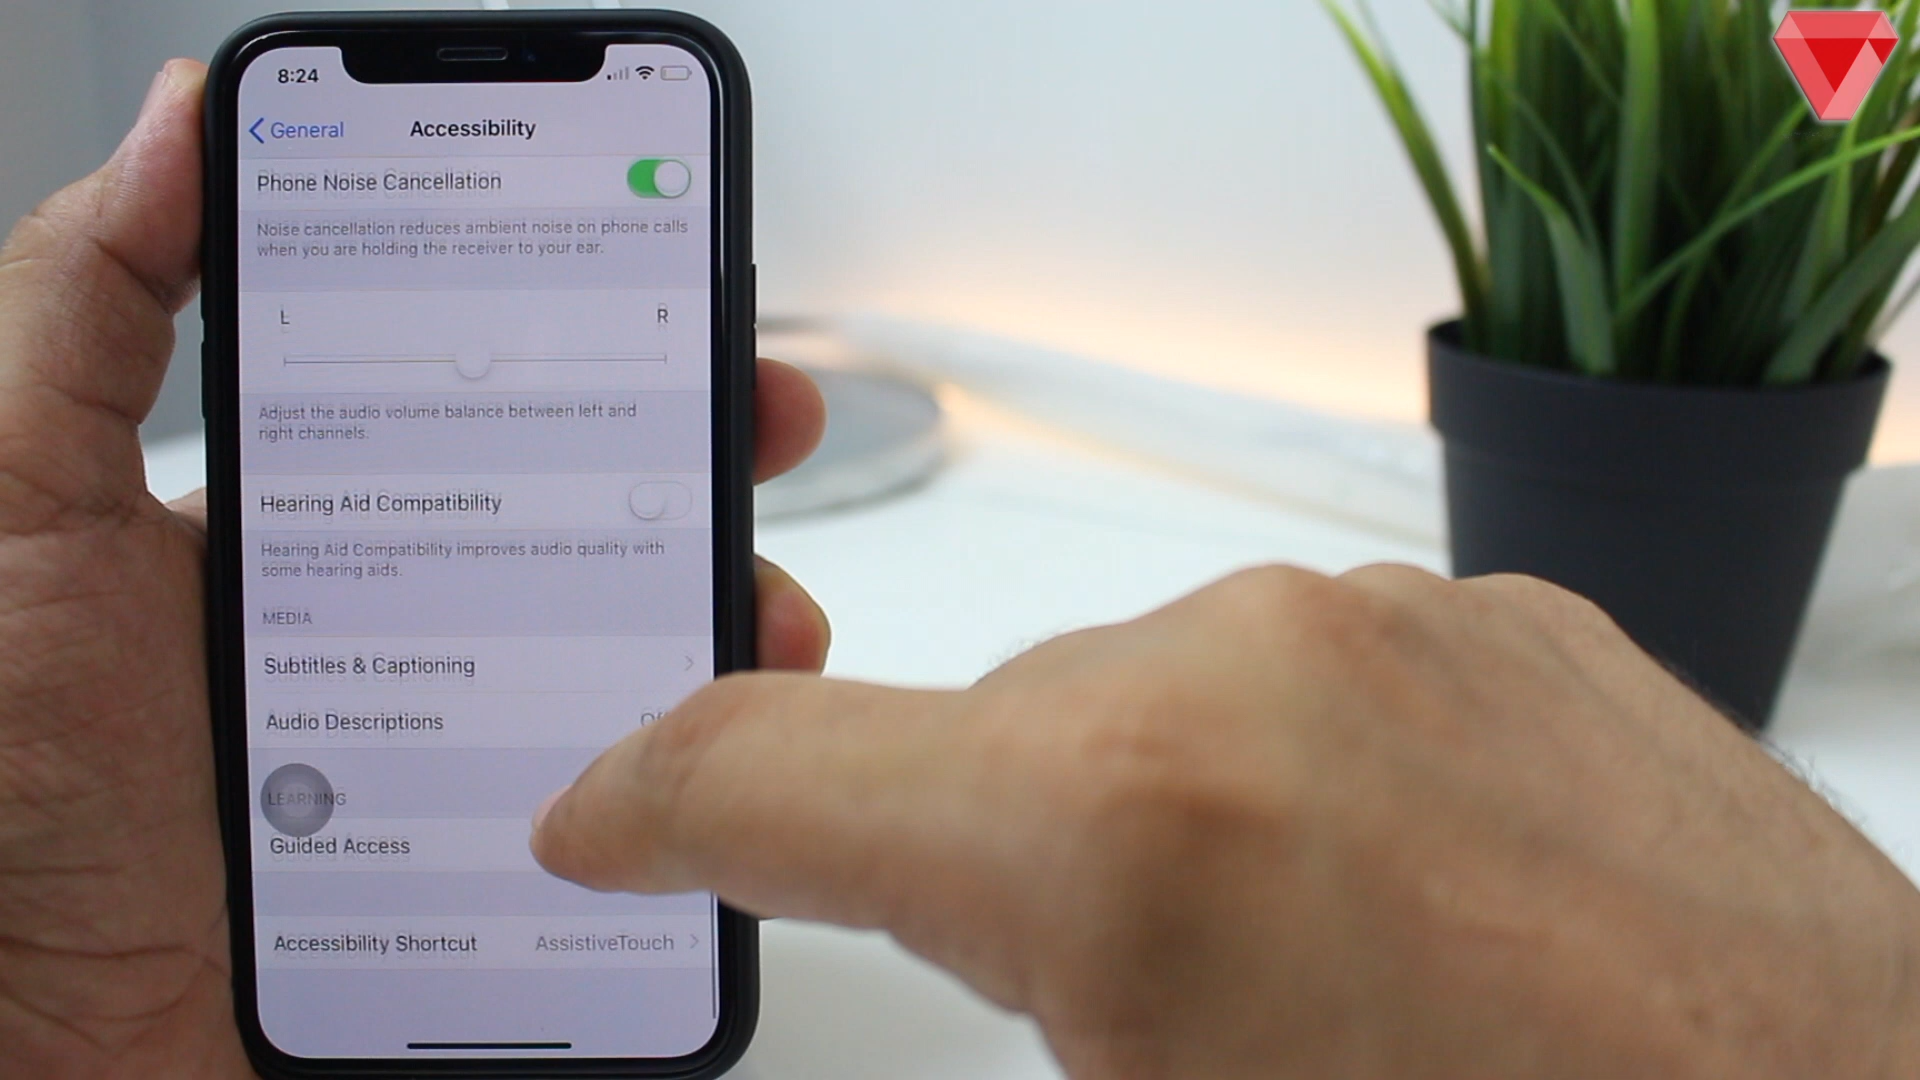 8:24
General
Accessibility
Phone Noise Cancellation
Noise cancellation reduces ambient noise on phone calls
when you are holding the receiver to your ear.
L R
Adjust the audio volume balance between left and
right channels.
Hearing Aid Compatibility
Hearing Aid Compatibility improves audio quality with
some hearing aids.
MEDIA
Subtitles & Captioning
Audio Descriptions
LEARNING
Guided Access
Accessibility Shortcut AssistiveTouch